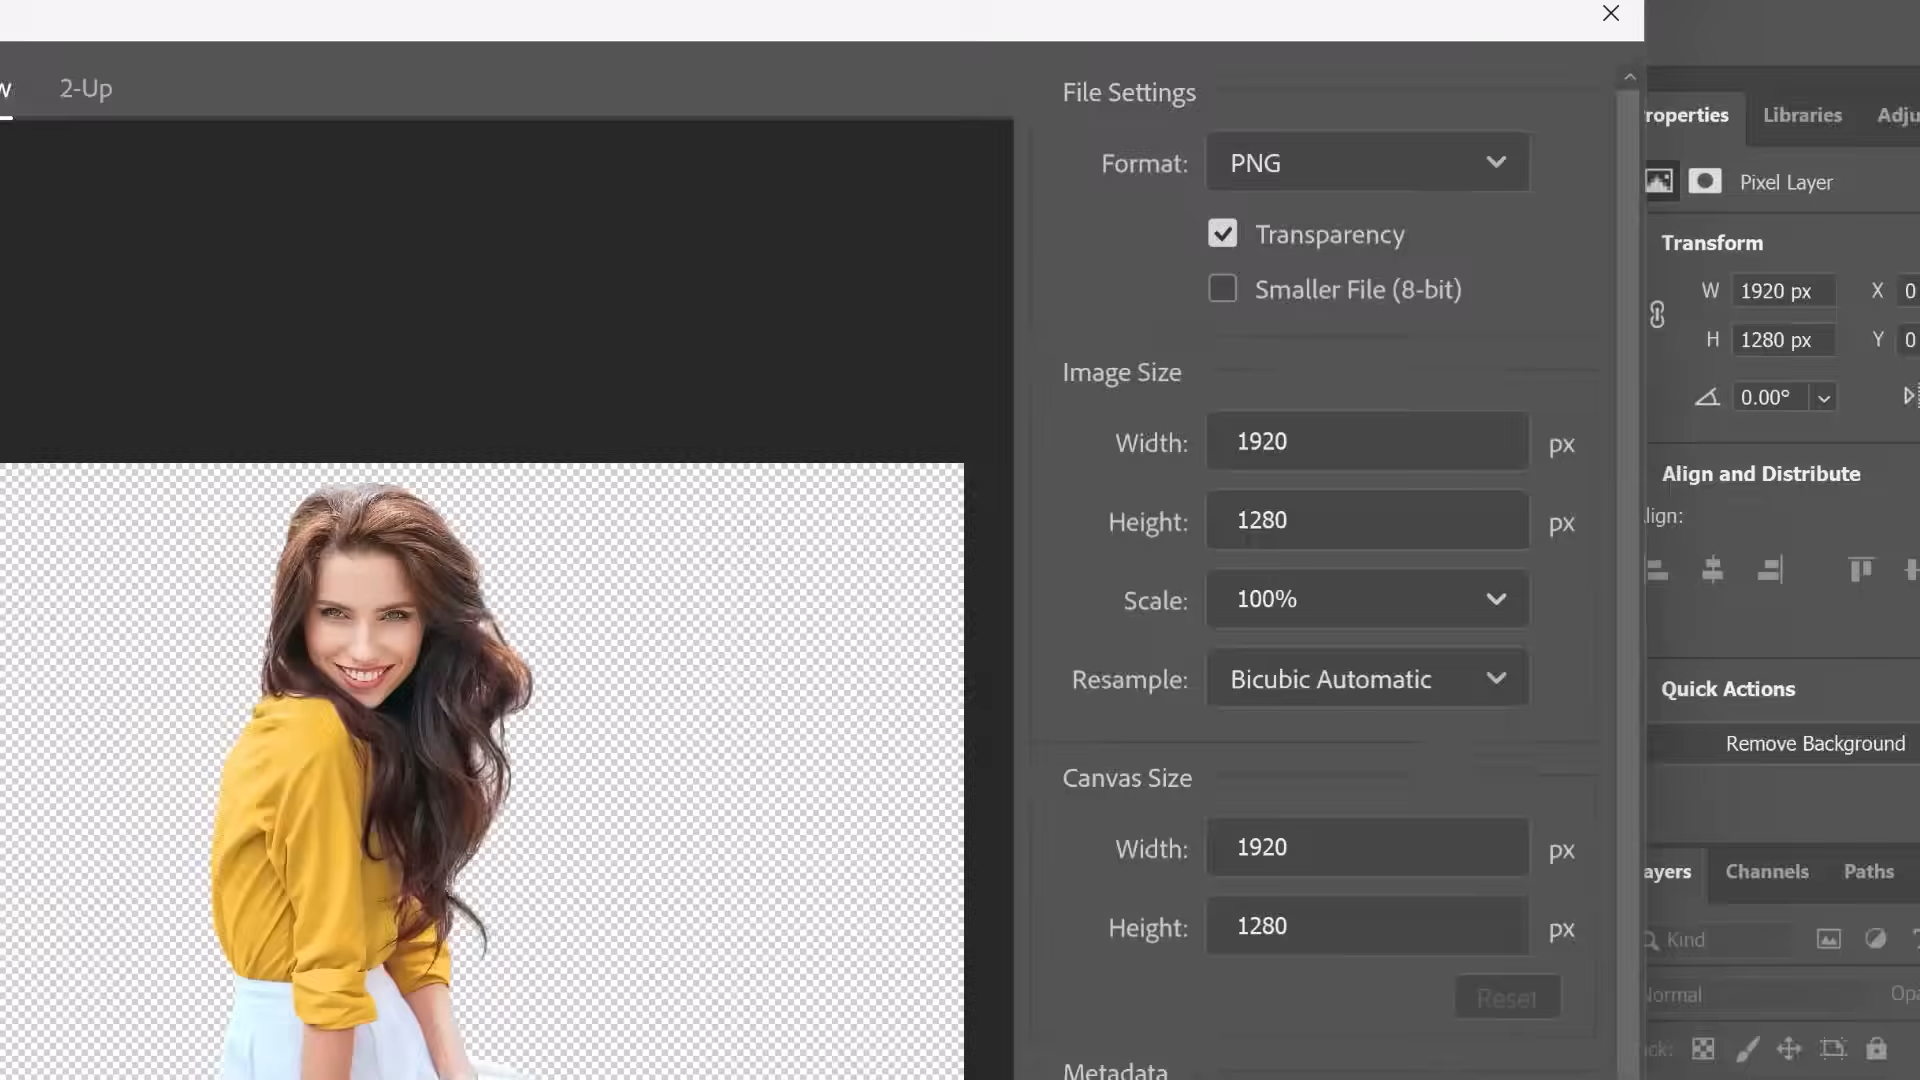 2-Up
File Settings
Format: PNG
Transparency
Smaller File (8-bit)
Image Size
Width: 1920 px
Height: 1280 px
Scale: 100%
Resample: Bicubic Automatic
Canvas Size
Width: 1920 px
Height: 1280 px
Reset
Metadata
roperties Libraries Adju
Pixel Layer
Transform
W 1920 px X 0
H 1280 px Y 0
0.00°
Align and Distribute
lign:
Quick Actions
Remove Background
ayers Channels Paths
Kind
Normal Opa